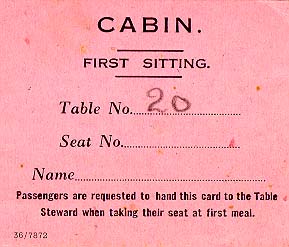 CABIN.
FIRST SITTING.
Table No. 20
Seat No.
Name
Passengers are requested to hand this card to the Table
Steward when taking their seat at first meal.
36/7872